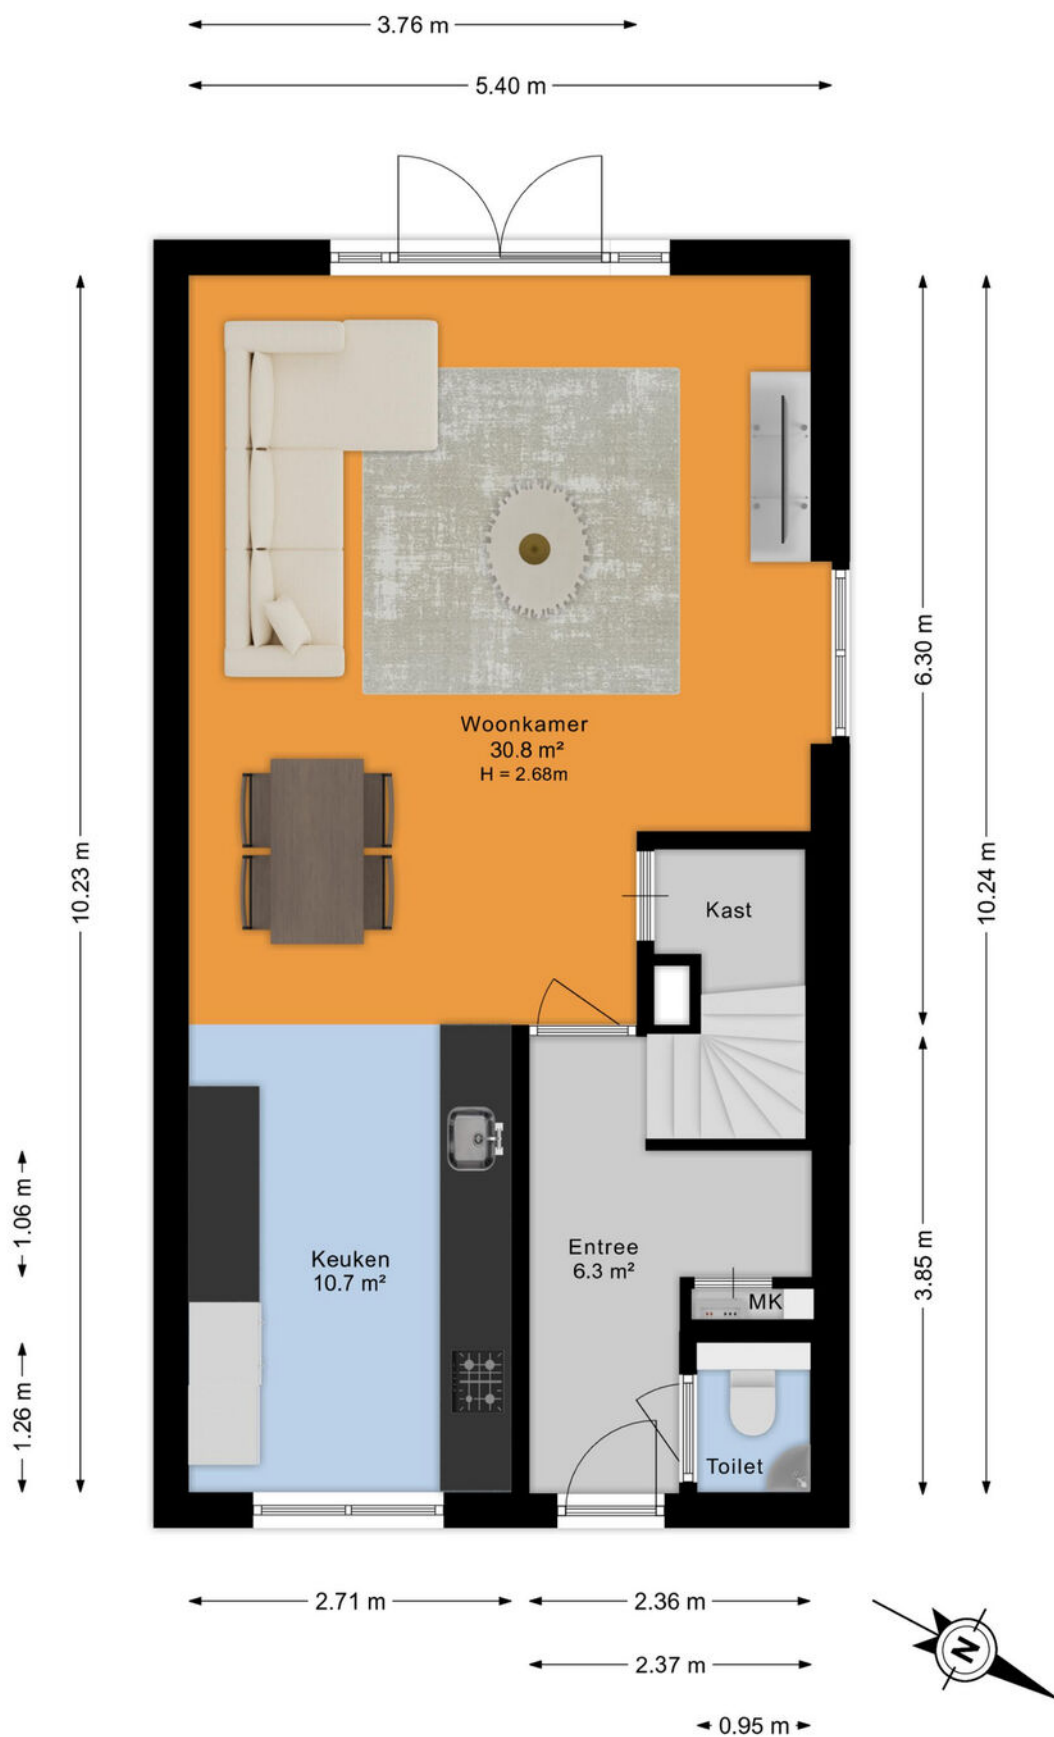 3.76 m
5.40 m
Woonkamer
30.8 m²
H = 2.68m
6.30 m
10.23 m
10.24 m
Kast
1.06 m
Keuken
10.7 m²
Entree
6.3 m²
3.85 m
MK
1.26 m
Toilet
2.71 m
2.36 m
2.37 m
N
0.95 m